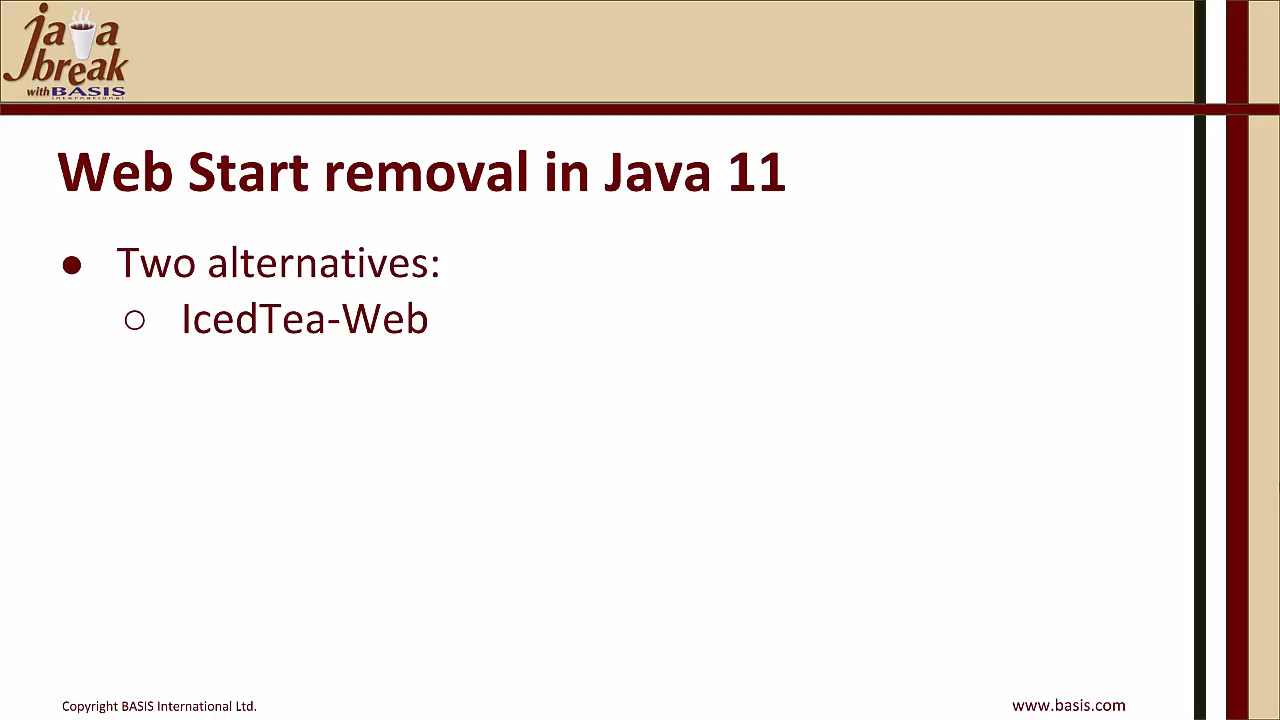 java
break
with BASIS
international
Web Start removal in Java 11
● Two alternatives:
○ IcedTea-Web
Copyright BASIS International Ltd.
www.basis.com